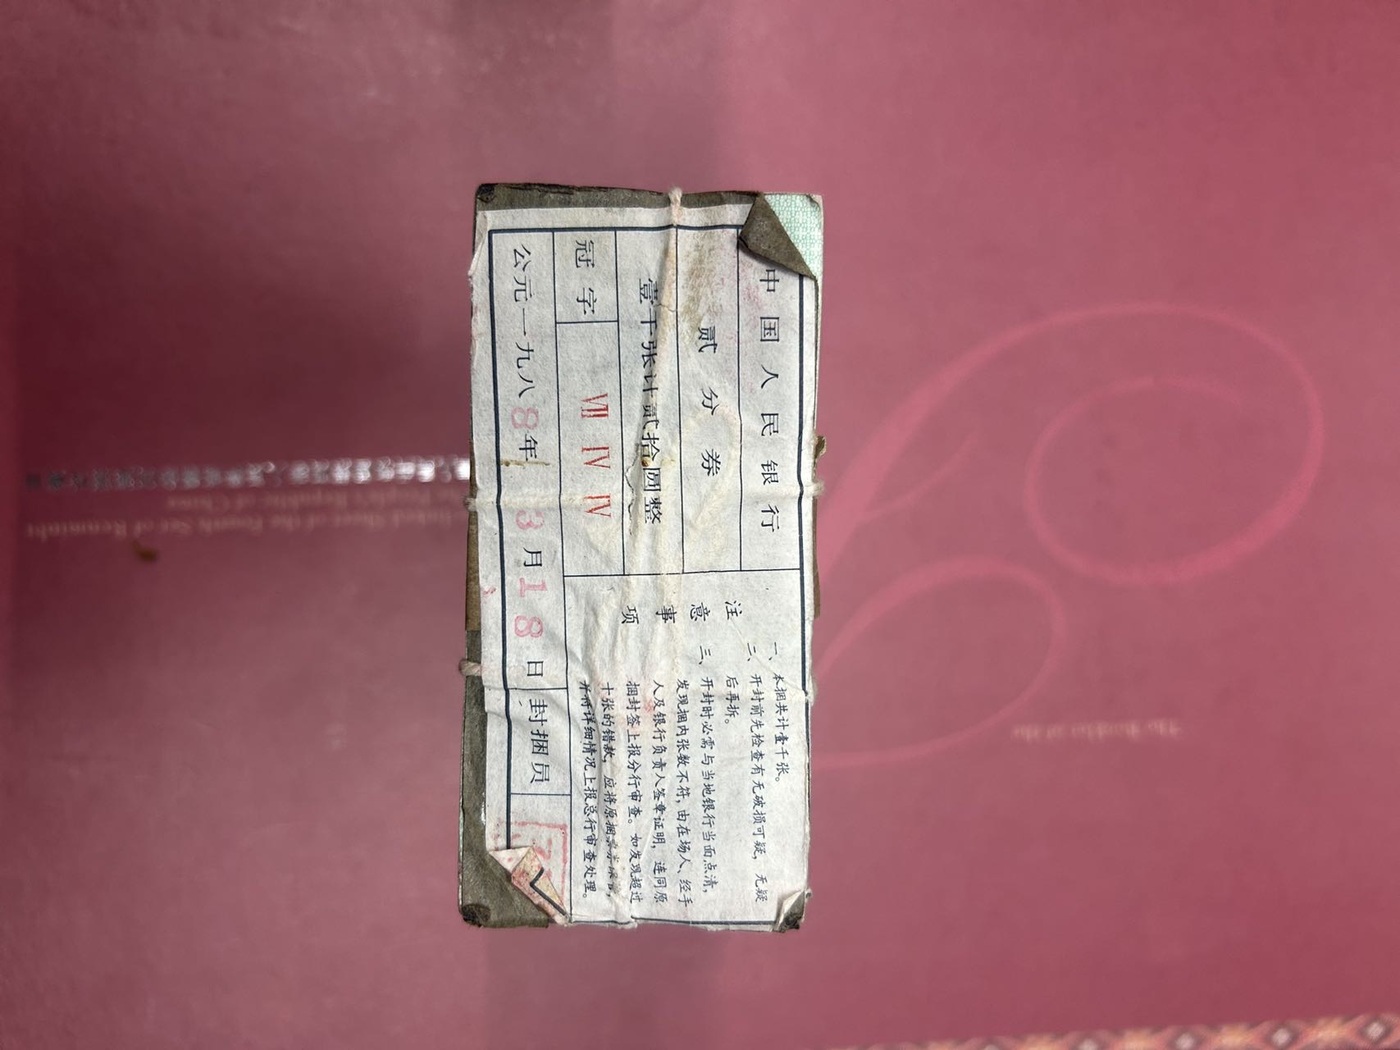 中国人民银行
贰分券
壹千张计贰拾圆整
冠字 VII IV IV
公元一九八8年3月18日
封捆员
注意事项
一、本捆共计壹千张。
二、开封前先检查有无破损可疑，无疑
后再拆。
三、开封时必需与当地银行当面点清，
发现捆内张数不符，由在场人、经手
人及银行负责人签章证明，连同原
捆封签上报分行审查。如发现超过
十张的错款，应将原捆
并将详细情况上报总行审查处理。